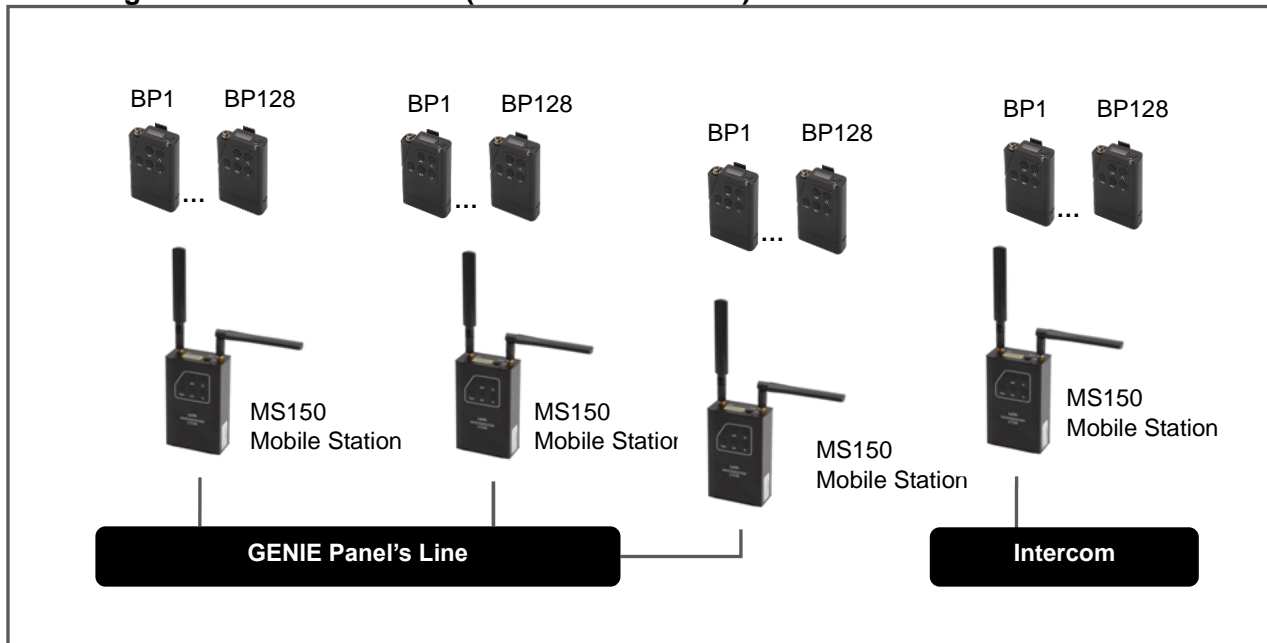 BP1 BP128
BP1 BP128
BP1 BP128
BP1 BP128
MS150
Mobile Station
MS150
Mobile Station
MS150
Mobile Station
MS150
Mobile Station
GENIE Panel’s Line
Intercom